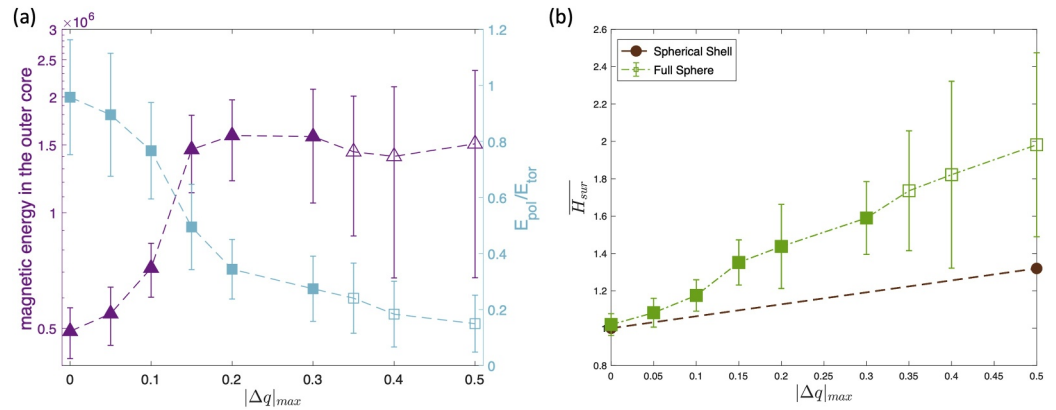 (a)
×10^6
3
2
1.5
1
0.5
magnetic energy in the outer core
1.2
1
0.8
0.6
0.4
0.2
0
E_pol/E_tor
0 0.1 0.2 0.3 0.4 0.5
|Δq|_max
(b)
2.6
2.4
2.2
2
1.8
1.6
1.4
1.2
1
0.8
H_sur
Spherical Shell
Full Sphere
0 0.05 0.1 0.15 0.2 0.25 0.3 0.35 0.4 0.45 0.5
|Δq|_max